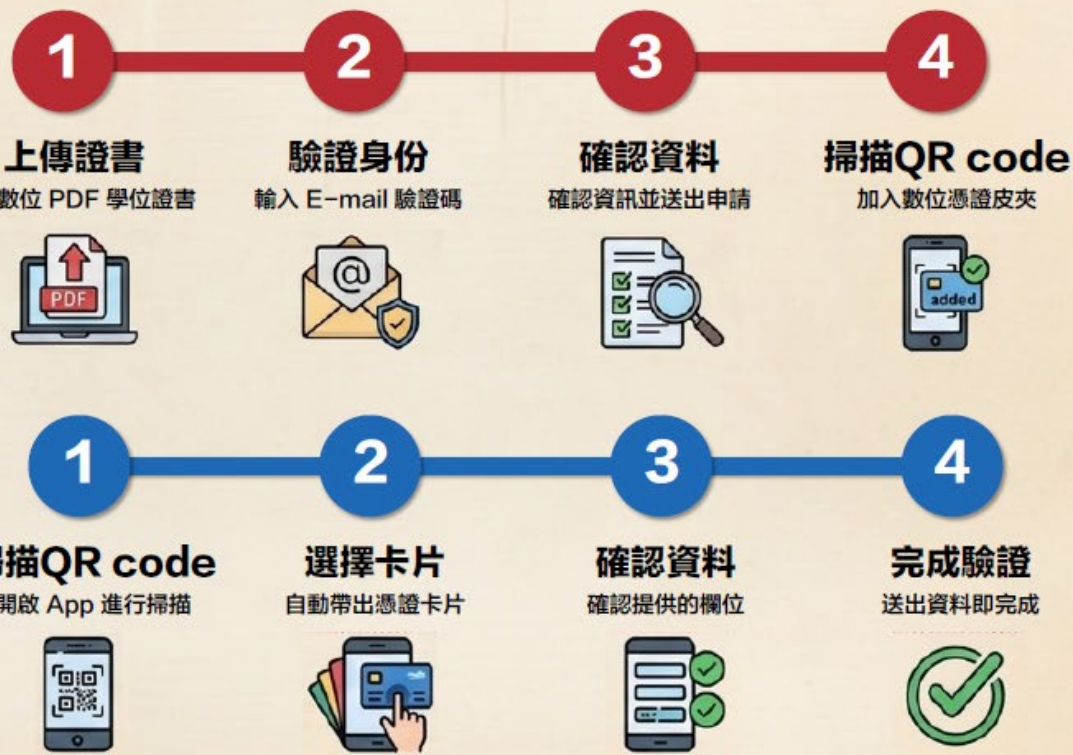 1
2
3
4
上傳證書
驗證身份
確認資料
掃描QR code
數位 PDF 學位證書
輸入 E-mail 驗證碼
確認資訊並送出申請
加入數位憑證皮夾
PDF
@
added
1
2
3
4
描QR code
選擇卡片
確認資料
完成驗證
開啟 App 進行掃描
自動帶出憑證卡片
確認提供的欄位
送出資料即完成